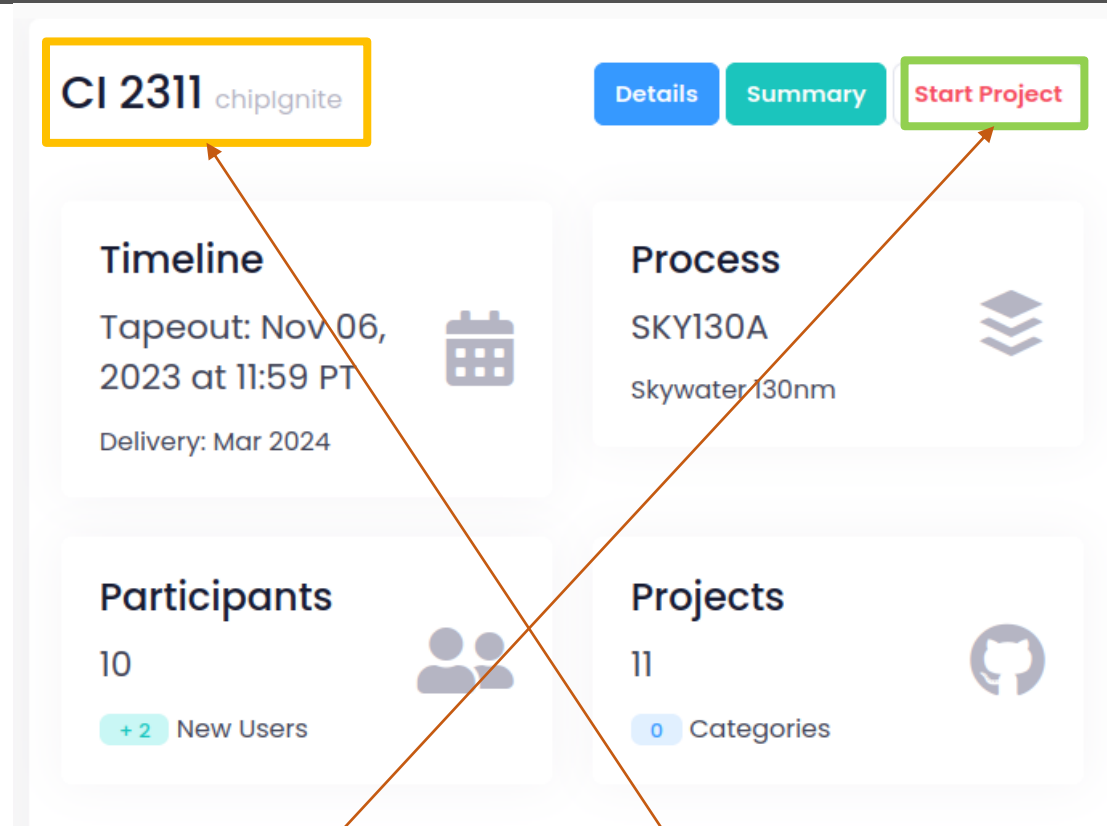 CI 2311 chipIgnite
Details
Summary
Start Project
Timeline
Tapeout: Nov 06,
2023 at 11:59 PT
Delivery: Mar 2024
Process
SKY130A
Skywater 130nm
Participants
10
+ 2 New Users
Projects
11
0 Categories